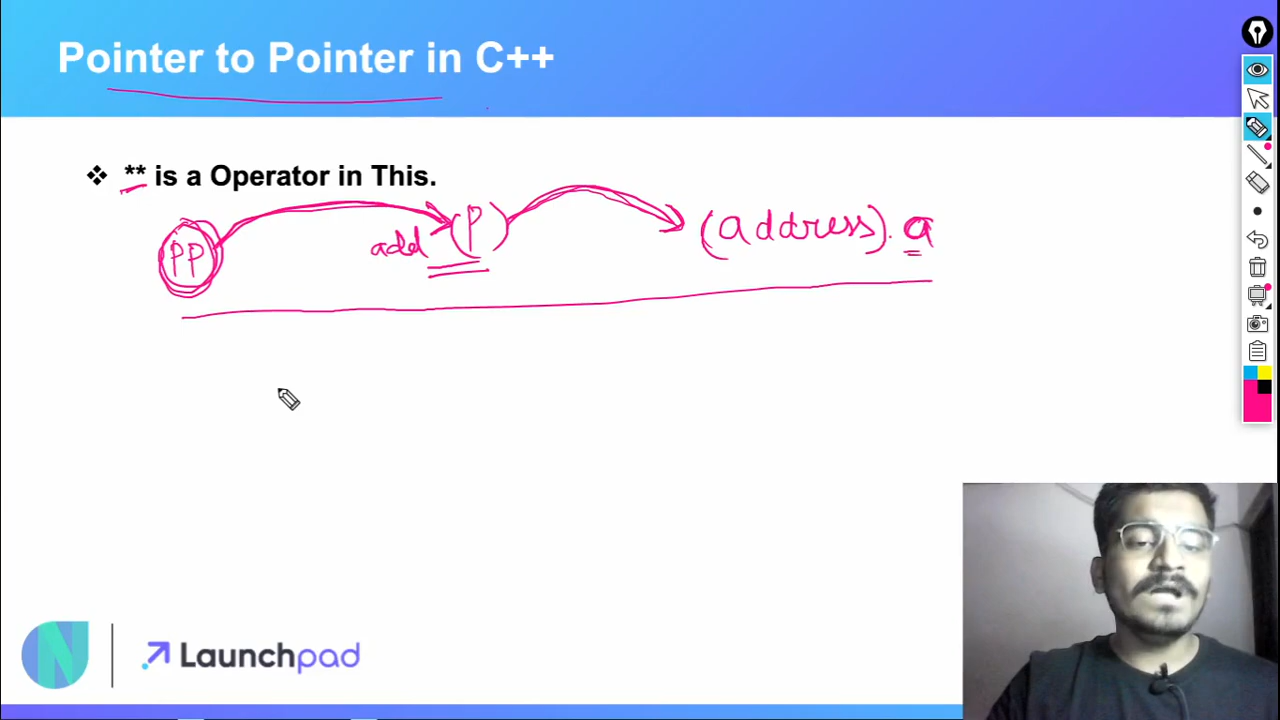 Pointer to Pointer in C++
❖ ** is a Operator in This.
PP add (P) (address). a
N Launchpad